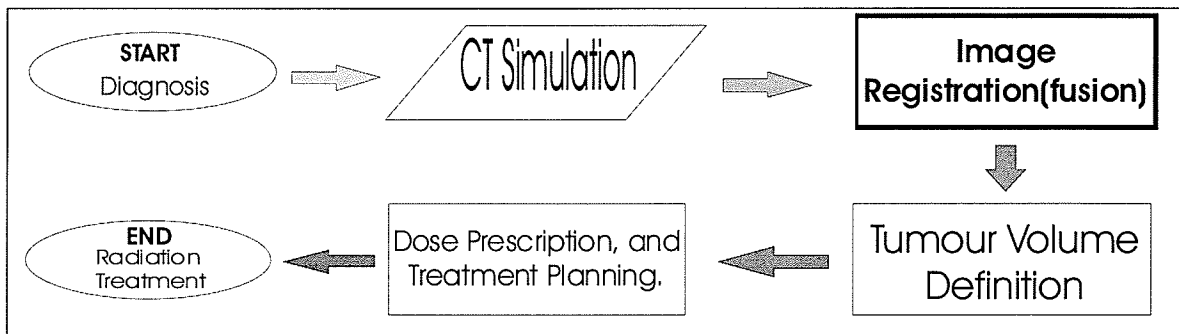 START
Diagnosis
CT Simulation
Image
Registration(fusion)
Tumour Volume
Definition
Dose Prescription, and
Treatment Planning.
END
Radiation
Treatment